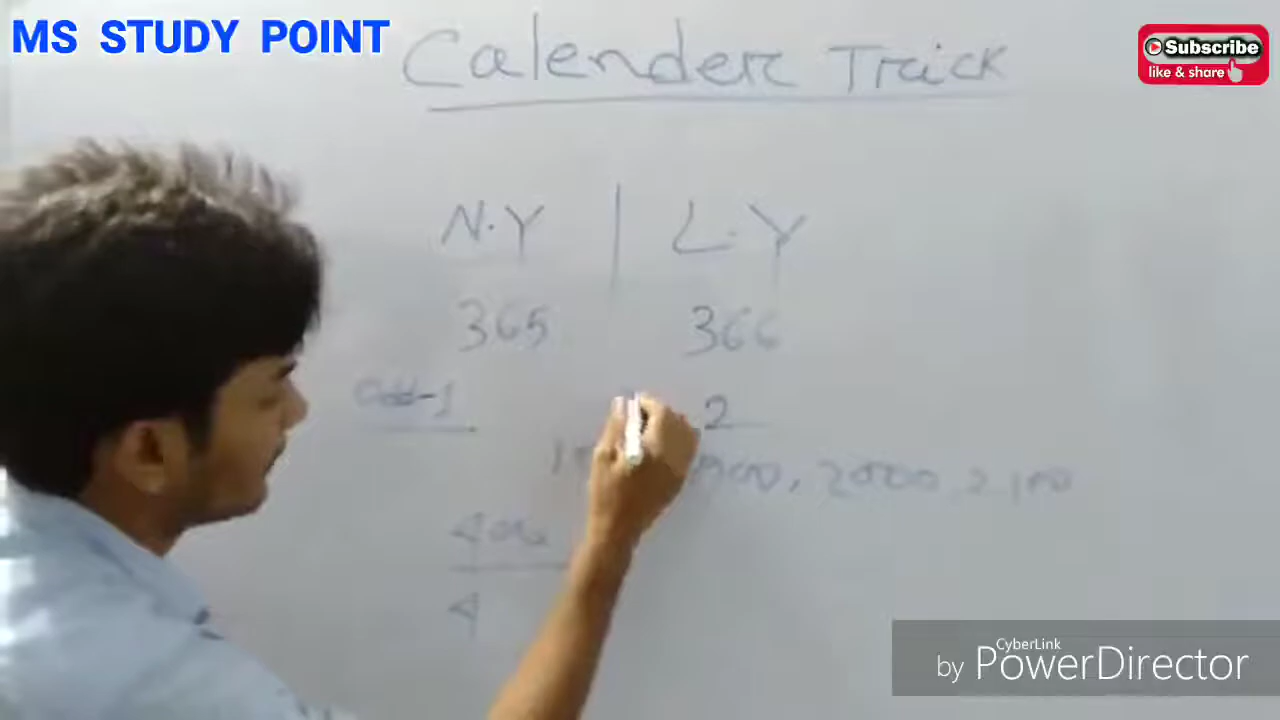 MS STUDY POINT
Subscribe
like & share
Calender Trick
N.Y | L.Y
365 366
odd-1 2
900, 2000, 2100
400
4
CyberLink
by PowerDirector